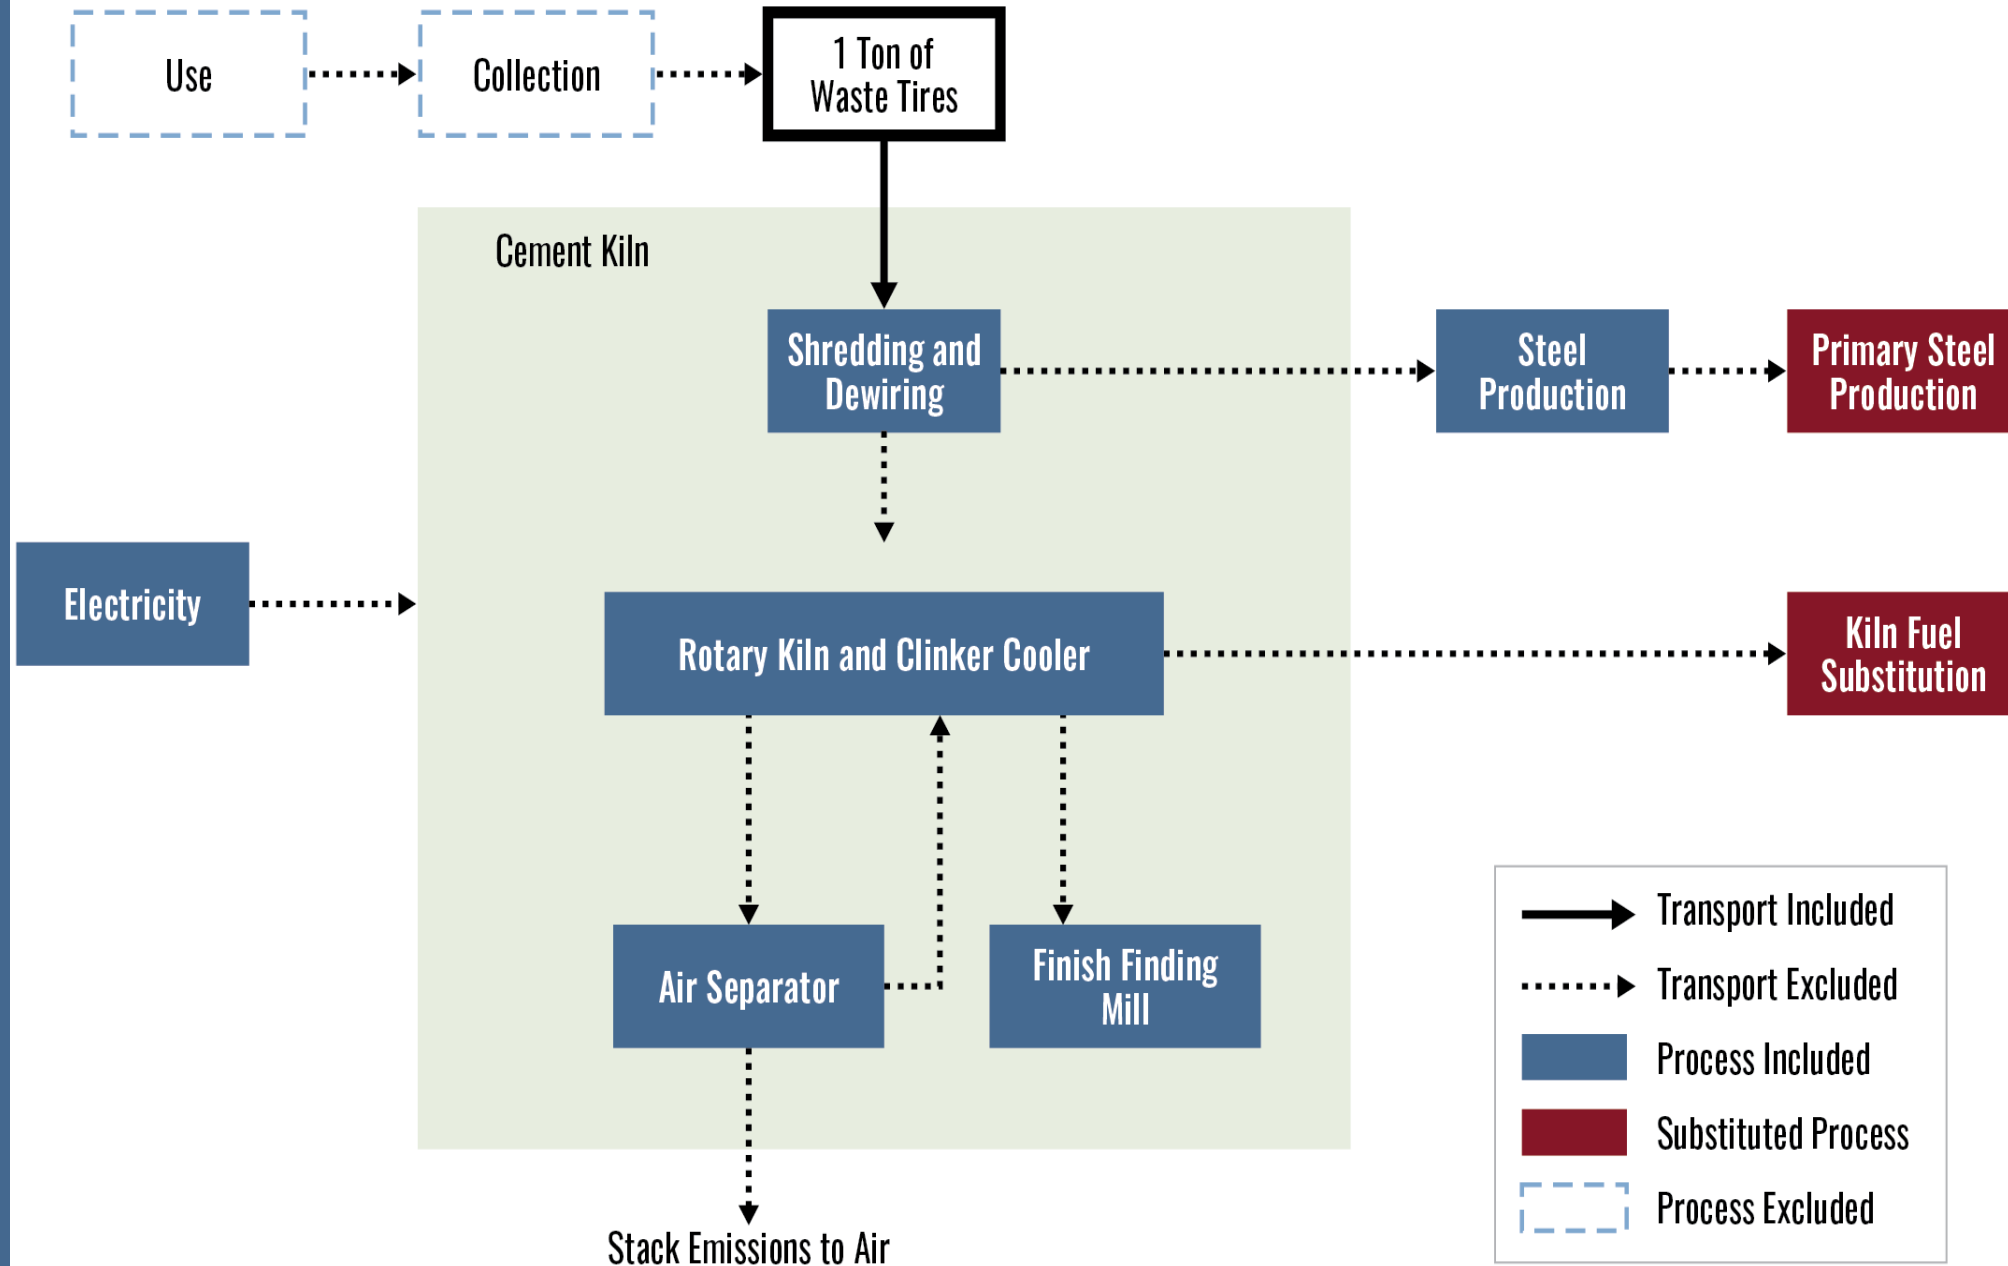 Use
Collection
1 Ton of
Waste Tires
Cement Kiln
Shredding and
Dewiring
Steel
Production
Primary Steel
Production
Electricity
Rotary Kiln and Clinker Cooler
Kiln Fuel
Substitution
Air Separator
Finish Finding
Mill
Stack Emissions to Air
Transport Included
Transport Excluded
Process Included
Substituted Process
Process Excluded